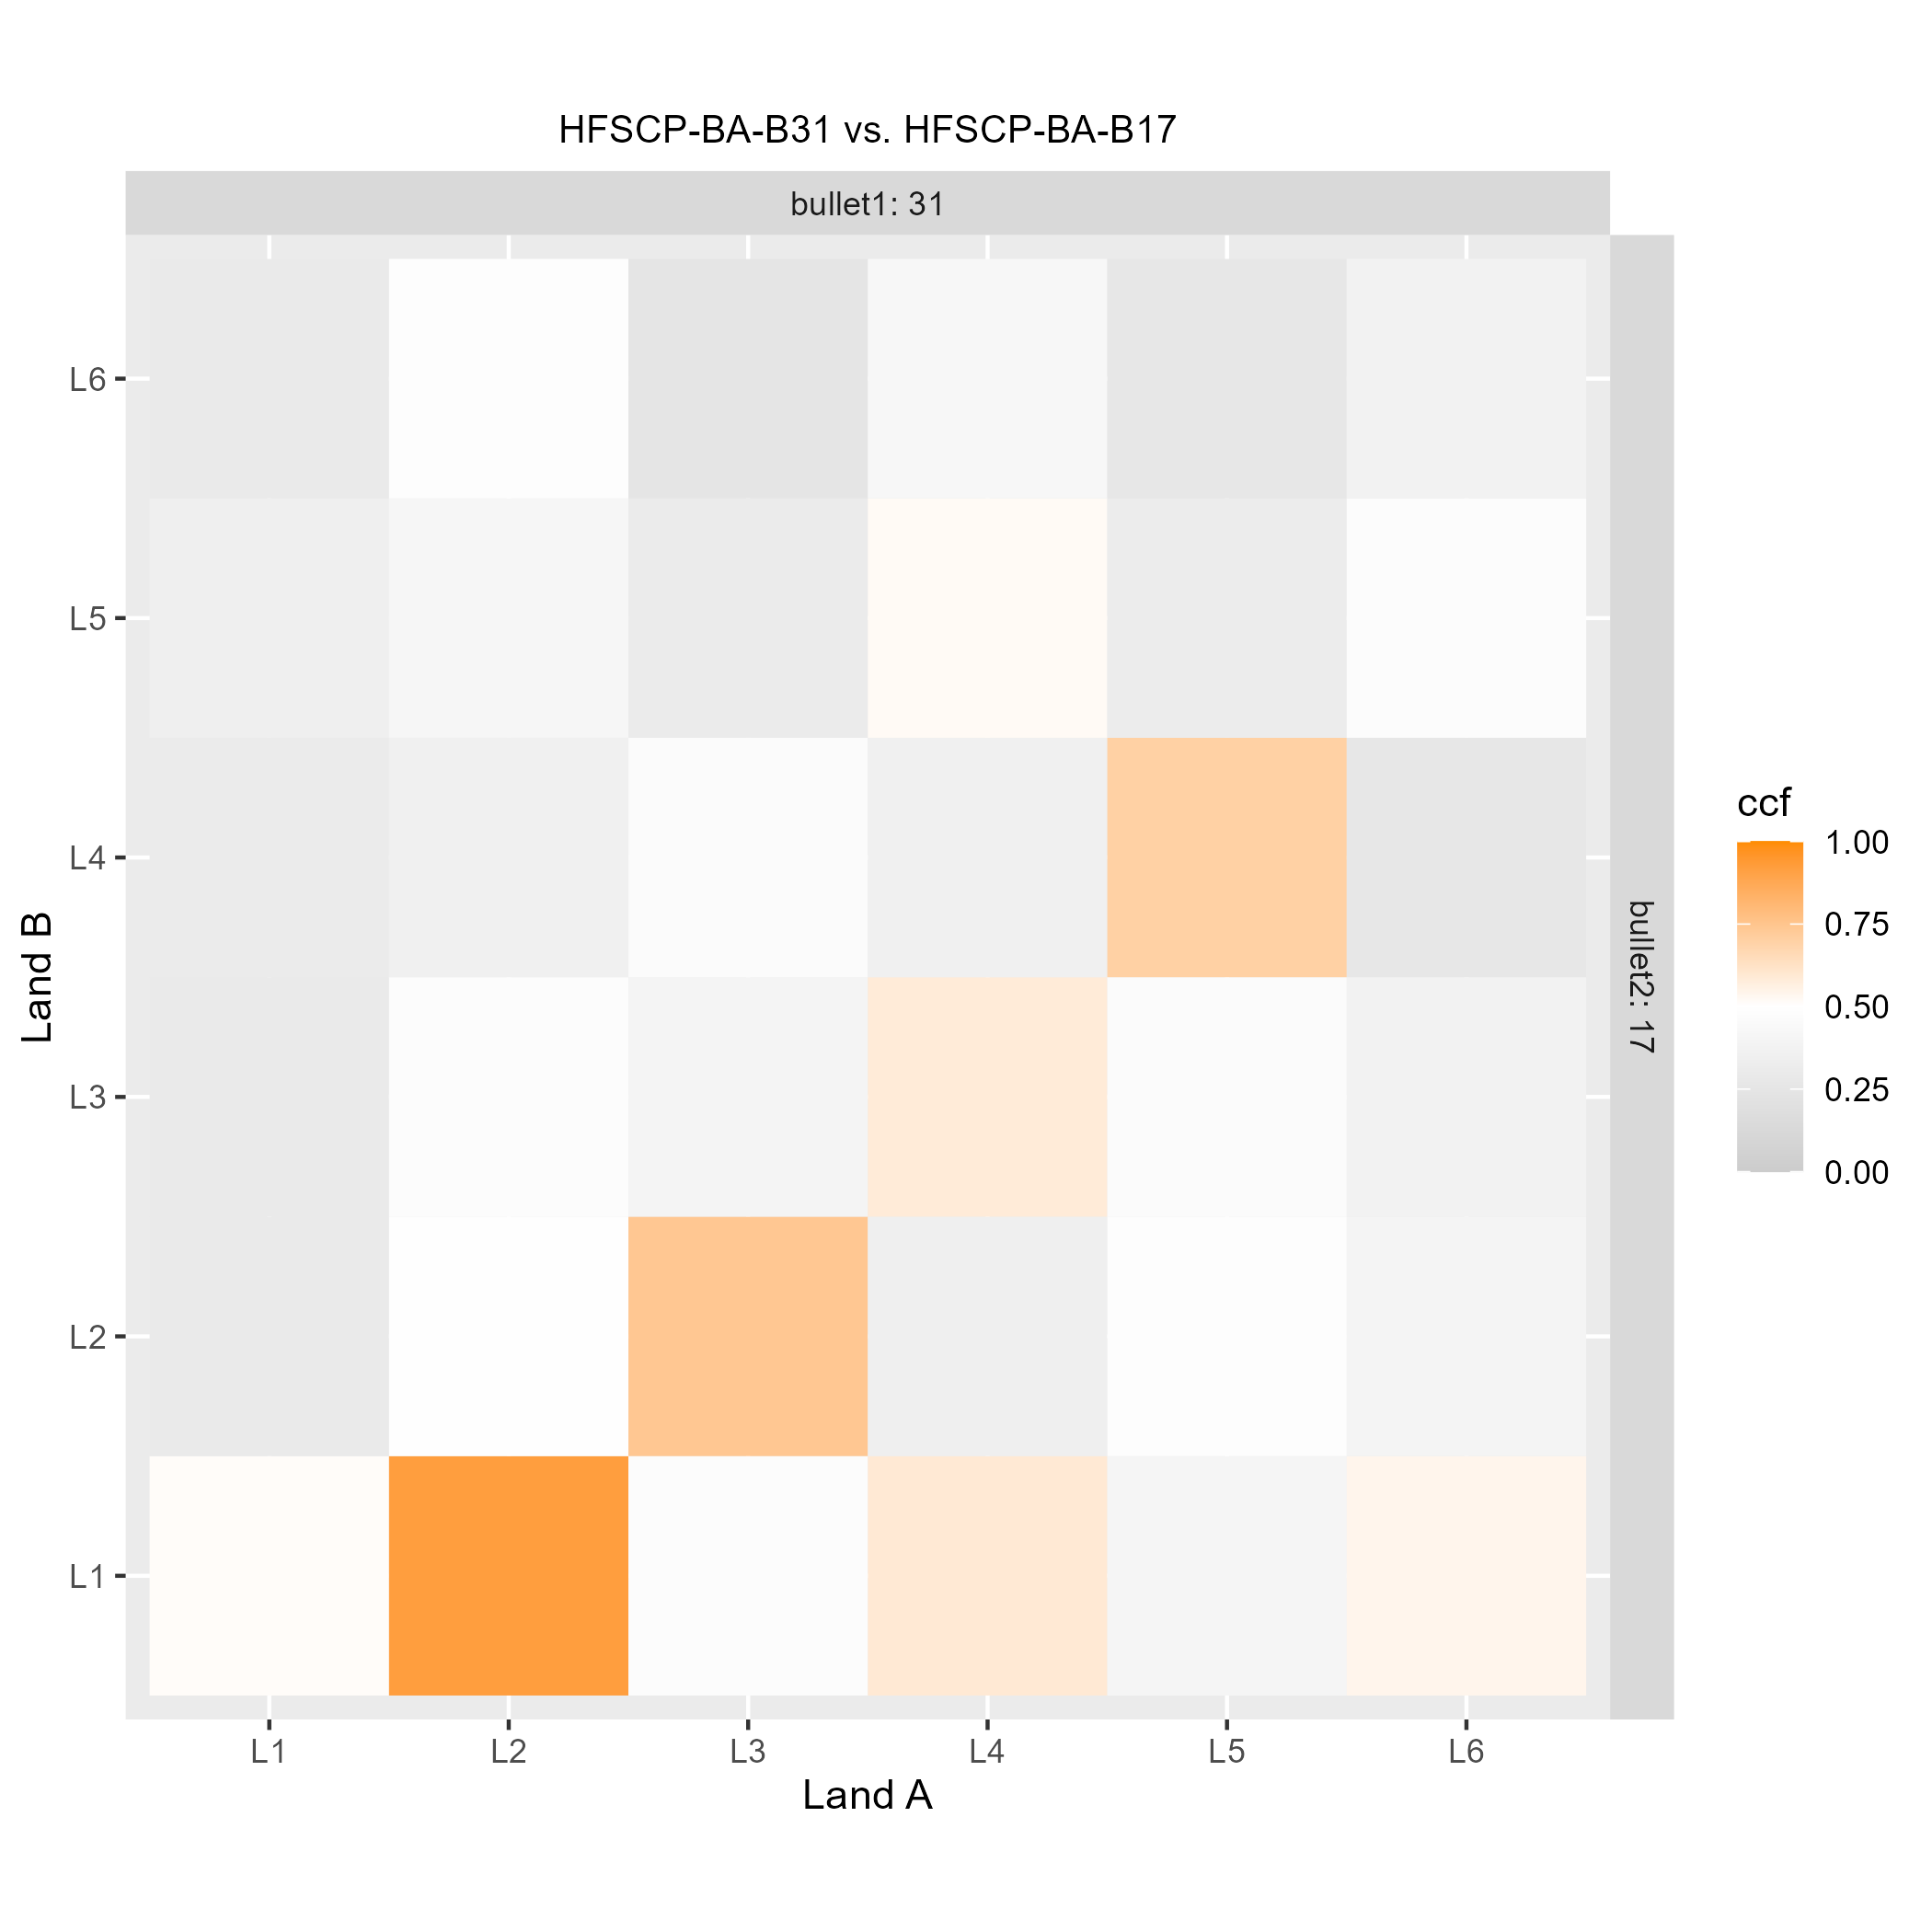 HFSCP-BA-B31 vs. HFSCP-BA-B17
bullet1: 31
L6
L5
L4
L3
L2
L1
Land B
bullet2: 17
L1 L2 L3 L4 L5 L6
Land A
ccf
1.00
0.75
0.50
0.25
0.00